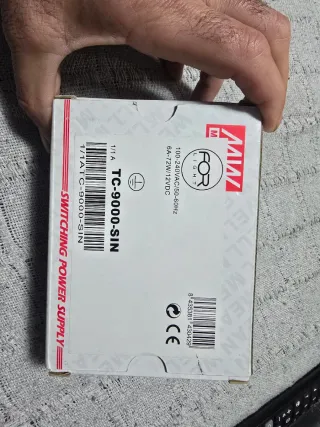 MW
FOR
LIGHT
100-240VAC/50-60Hz
6A-72W/12VDC
TC-9000-SIN
1/1 A
1/1ATC-9000-SIN
SWITCHING POWER SUPPLY
CE